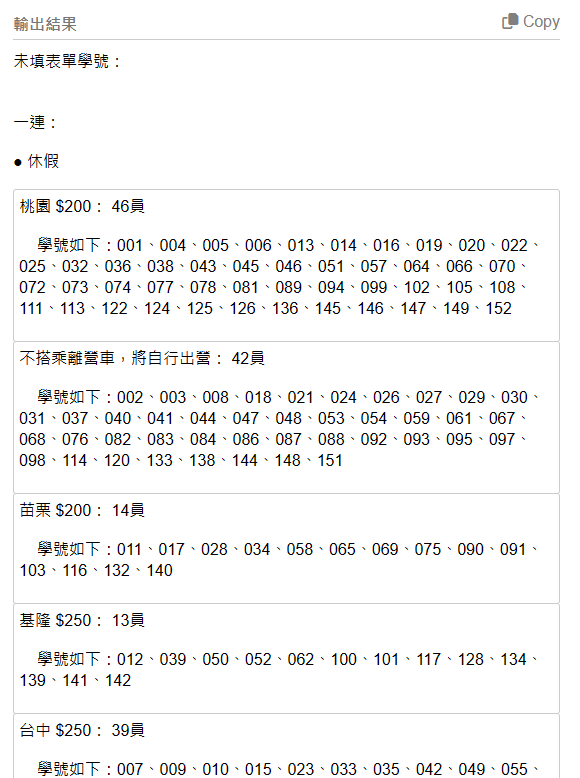 輸出結果
Copy
未填表單學號：
一連：
● 休假
桃園 $200： 46員
學號如下：001、004、005、006、013、014、016、019、020、022、
025、032、036、038、043、045、046、051、057、064、066、070、
072、073、074、077、078、081、089、094、099、102、105、108、
111、113、122、124、125、126、136、145、146、147、149、152
不搭乘離營車，將自行出營： 42員
學號如下：002、003、008、018、021、024、026、027、029、030、
031、037、040、041、044、047、048、053、054、059、061、067、
068、076、082、083、084、086、087、088、092、093、095、097、
098、114、120、133、138、144、148、151
苗栗 $200： 14員
學號如下：011、017、028、034、058、065、069、075、090、091、
103、116、132、140
基隆 $250： 13員
學號如下：012、039、050、052、062、100、101、117、128、134、
139、141、142
台中 $250： 39員
學號如下：007、009、010、015、023、033、035、042、049、055、